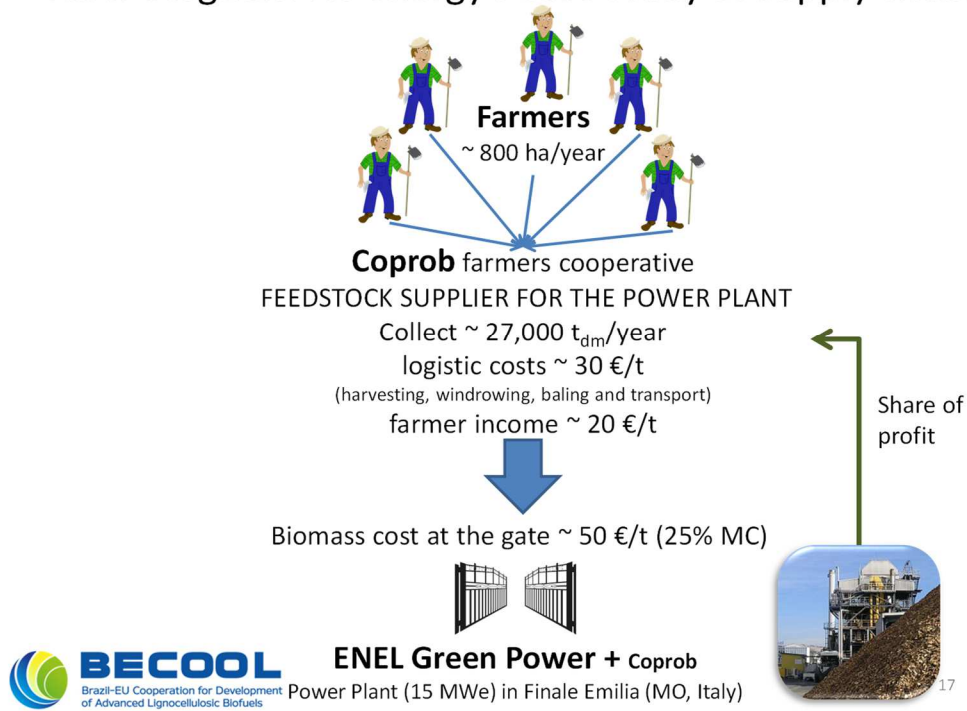 Farmers
~ 800 ha/year
Coprob farmers cooperative
FEEDSTOCK SUPPLIER FOR THE POWER PLANT
Collect ~ 27,000 tdm/year
logistic costs ~ 30 €/t
(harvesting, windrowing, baling and transport)
farmer income ~ 20 €/t
Share of
profit
Biomass cost at the gate ~ 50 €/t (25% MC)
ENEL Green Power + Coprob
Power Plant (15 MWe) in Finale Emilia (MO, Italy)
BECOOL
Brazil-EU Cooperation for Development
of Advanced Lignocellulosic Biofuels
17